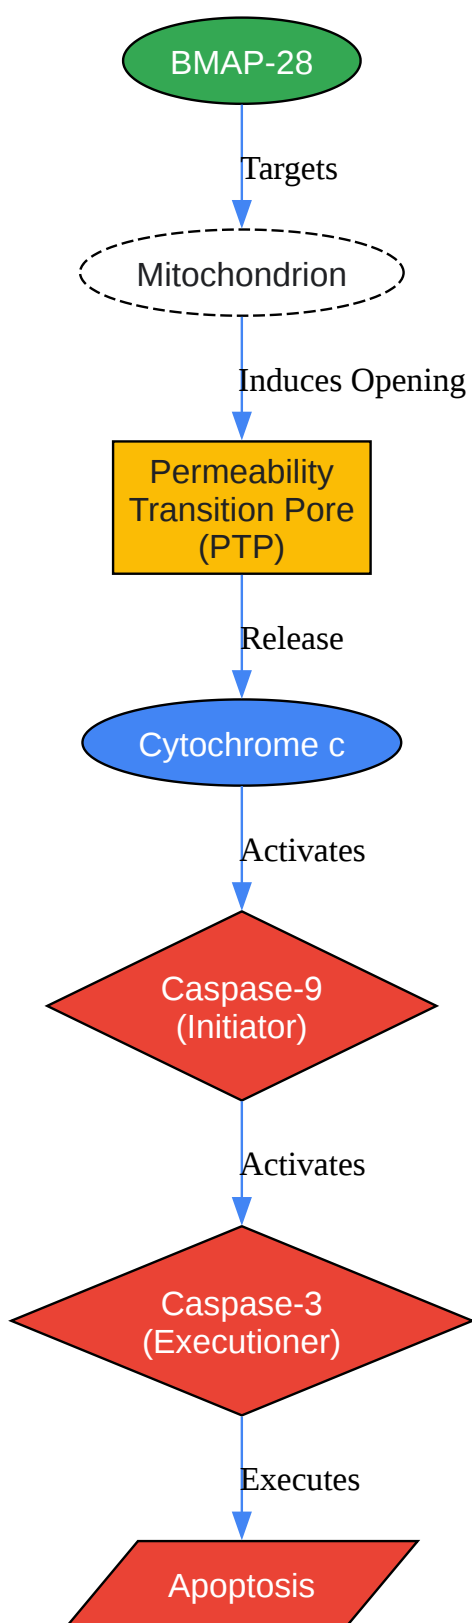 BMAP-28
Targets
Mitochondrion
Induces Opening
Permeability
Transition Pore
(PTP)
Release
Cytochrome c
Activates
Caspase-9
(Initiator)
Activates
Caspase-3
(Executioner)
Executes
Apoptosis